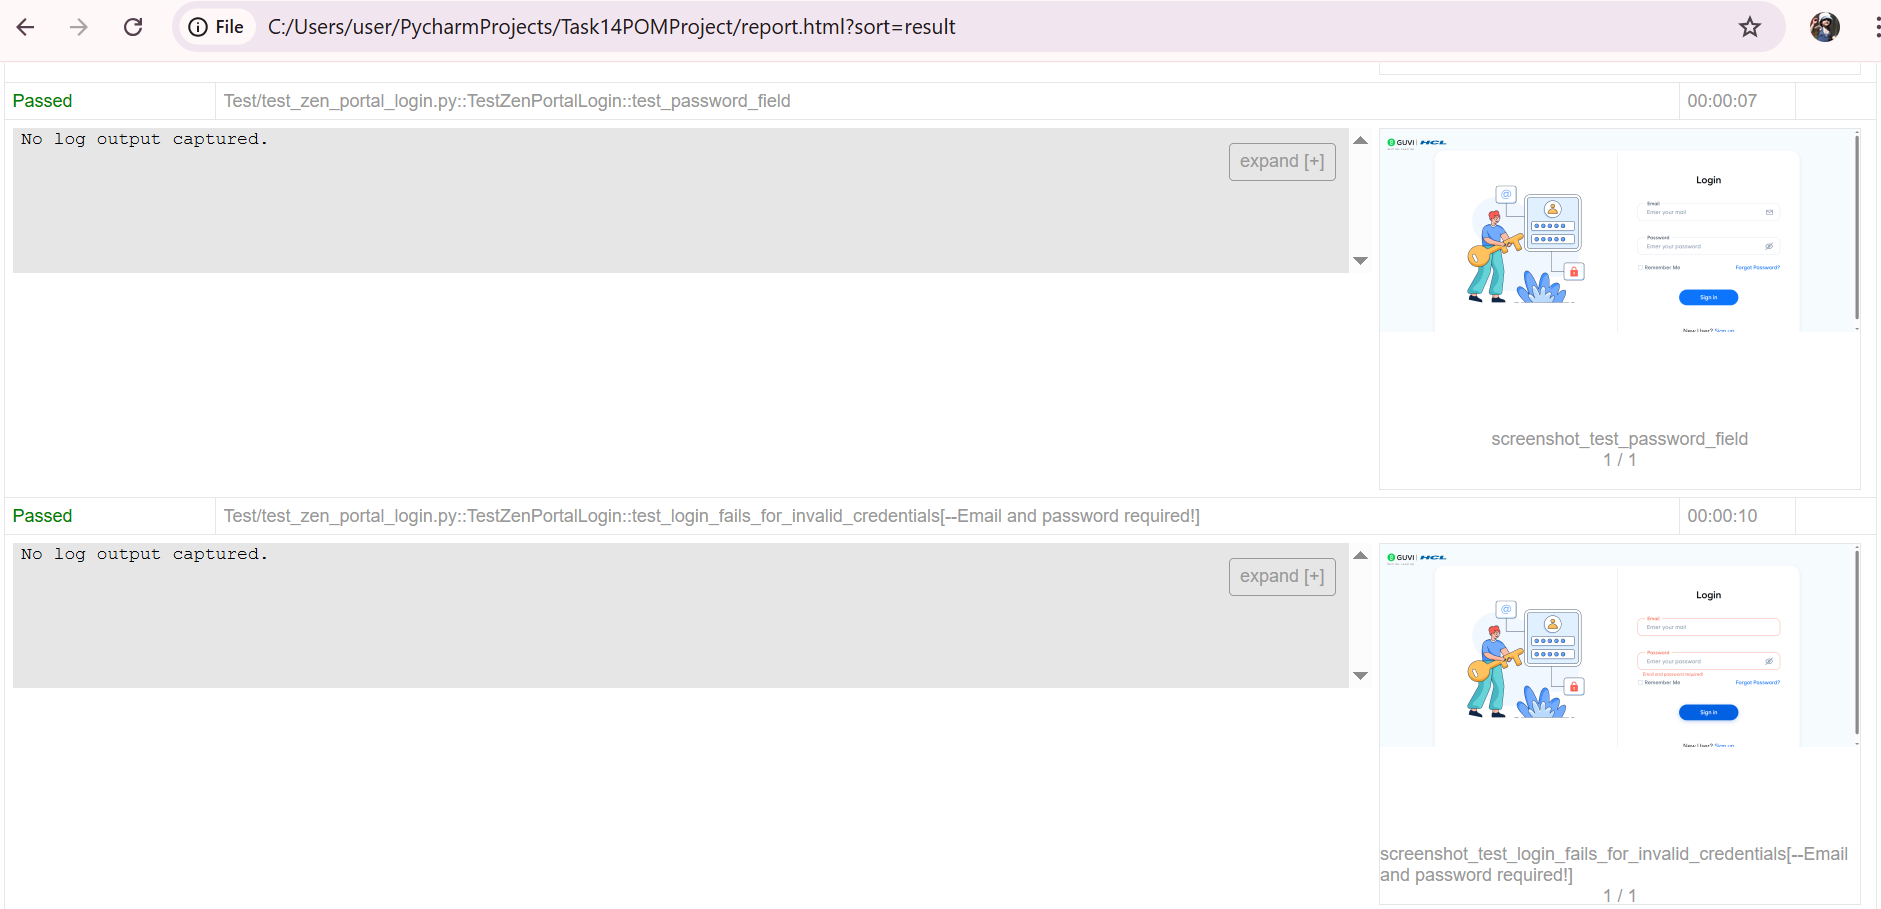 File C:/Users/user/PycharmProjects/Task14POMProject/report.html?sort=result
Passed Test/test_zen_portal_login.py::TestZenPortalLogin::test_password_field 00:00:07
No log output captured.
expand [+]
GUVI | HCL
Login
Email
Enter your mail
Password
Enter your password
Remember Me Forgot Password?
Sign in
New User? Sign up
screenshot_test_password_field
1 / 1
Passed Test/test_zen_portal_login.py::TestZenPortalLogin::test_login_fails_for_invalid_credentials[--Email and password required!] 00:00:10
No log output captured.
expand [+]
GUVI | HCL
Login
Email
Enter your mail
Password
Enter your password
Email and password required!
Remember Me Forgot Password?
Sign in
New User? Sign up
screenshot_test_login_fails_for_invalid_credentials[--Email
and password required!]
1 / 1